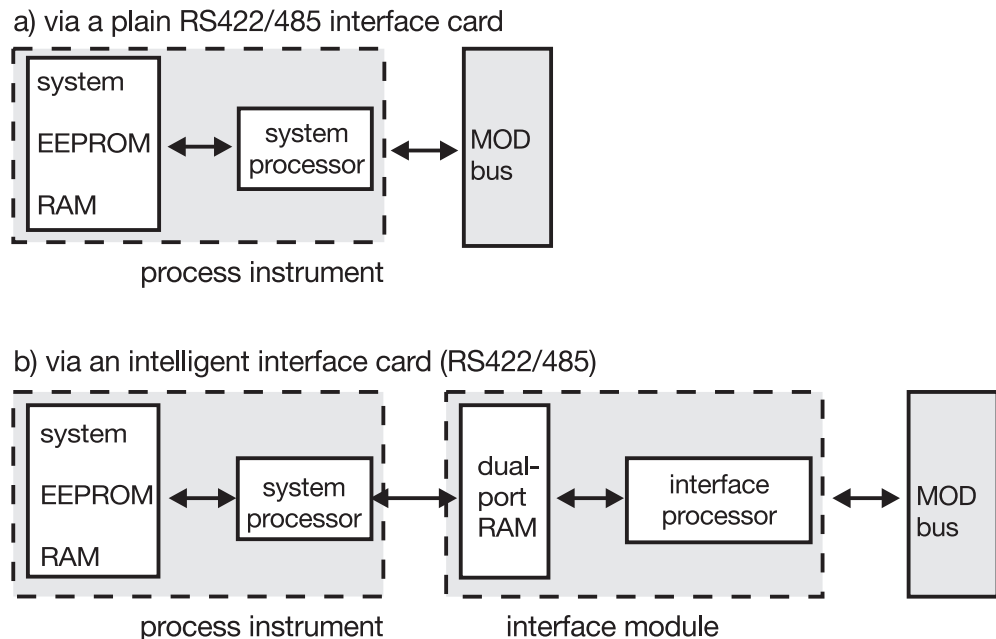 a) via a plain RS422/485 interface card
system
EEPROM
RAM
system
processor
MOD
bus
process instrument
b) via an intelligent interface card (RS422/485)
system
EEPROM
RAM
system
processor
dual-
port
RAM
interface
processor
MOD
bus
process instrument
interface module